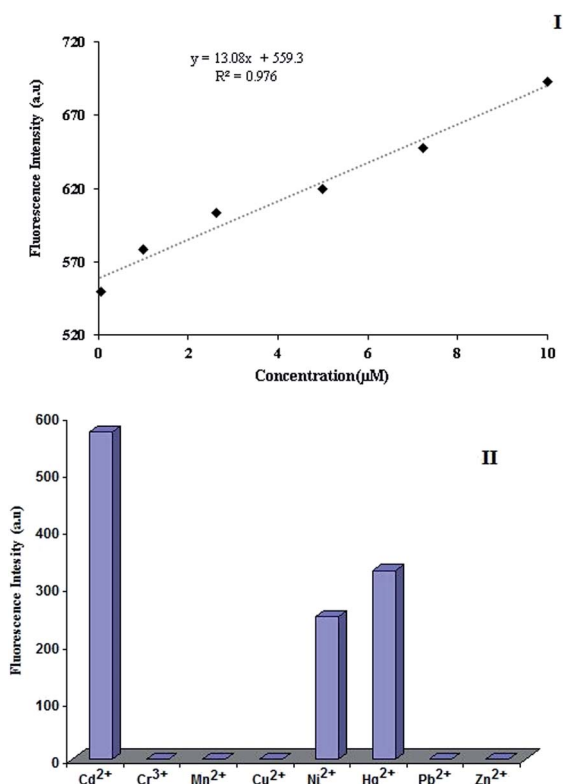 I
720
y = 13.08x + 559.3
R² = 0.976
670
620
570
520
Fluorescence Intensity (a.u)
0 2 4 6 8 10
Concentration(µM)
II
600
500
400
300
200
100
0
Fluorescence Intesity (a.u)
Cd2+ Cr3+ Mn2+ Cu2+ Ni2+ Hg2+ Pb2+ Zn2+